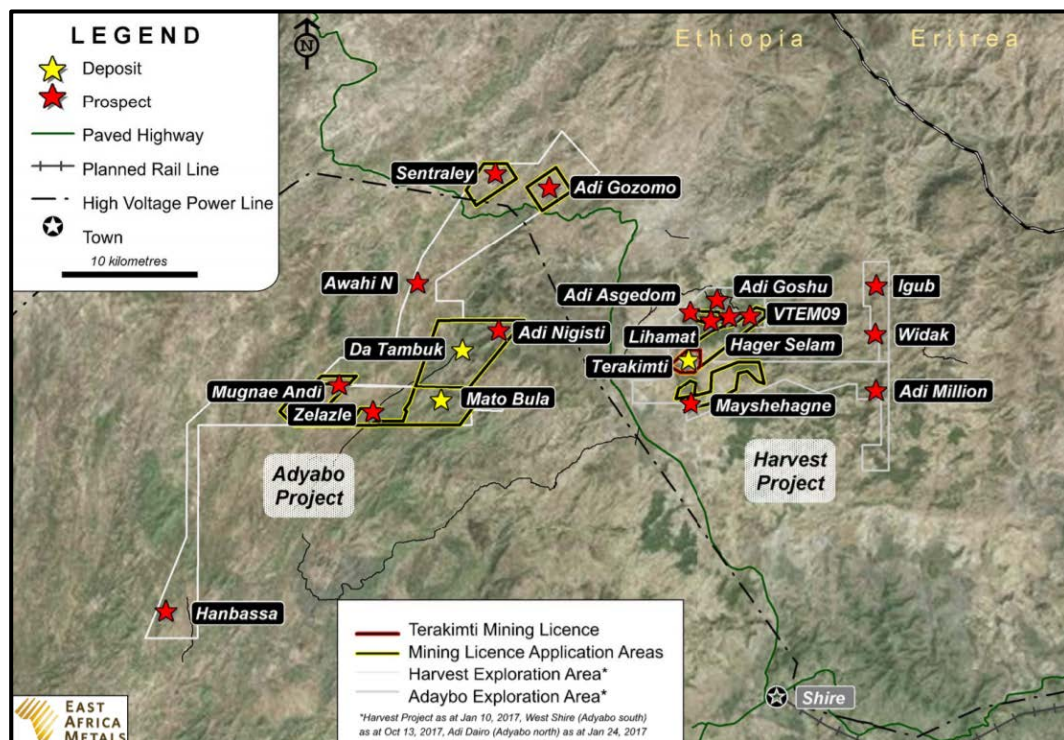 LEGEND
Deposit
Prospect
Paved Highway
Planned Rail Line
High Voltage Power Line
Town
10 kilometres
N
Ethiopia
Eritrea
Sentraley
Adi Gozomo
Awahi N
Adi Nigisti
Da Tambuk
Mugnae Andi
Mato Bula
Zelazle
Adyabo
Project
Hanbassa
Adi Goshu
Adi Asgedom
VTEM09
Lihamat
Hager Selam
Terakimti
Mayshehagne
Igub
Widak
Adi Million
Harvest
Project
Shire
Terakimti Mining Licence
Mining Licence Application Areas
Harvest Exploration Area*
Adaybo Exploration Area*
*Harvest Project as at Jan 10, 2017, West Shire (Adyabo south)
as at Oct 13, 2017, Adi Dairo (Adyabo north) as at Jan 24, 2017
EAST
AFRICA
METALS